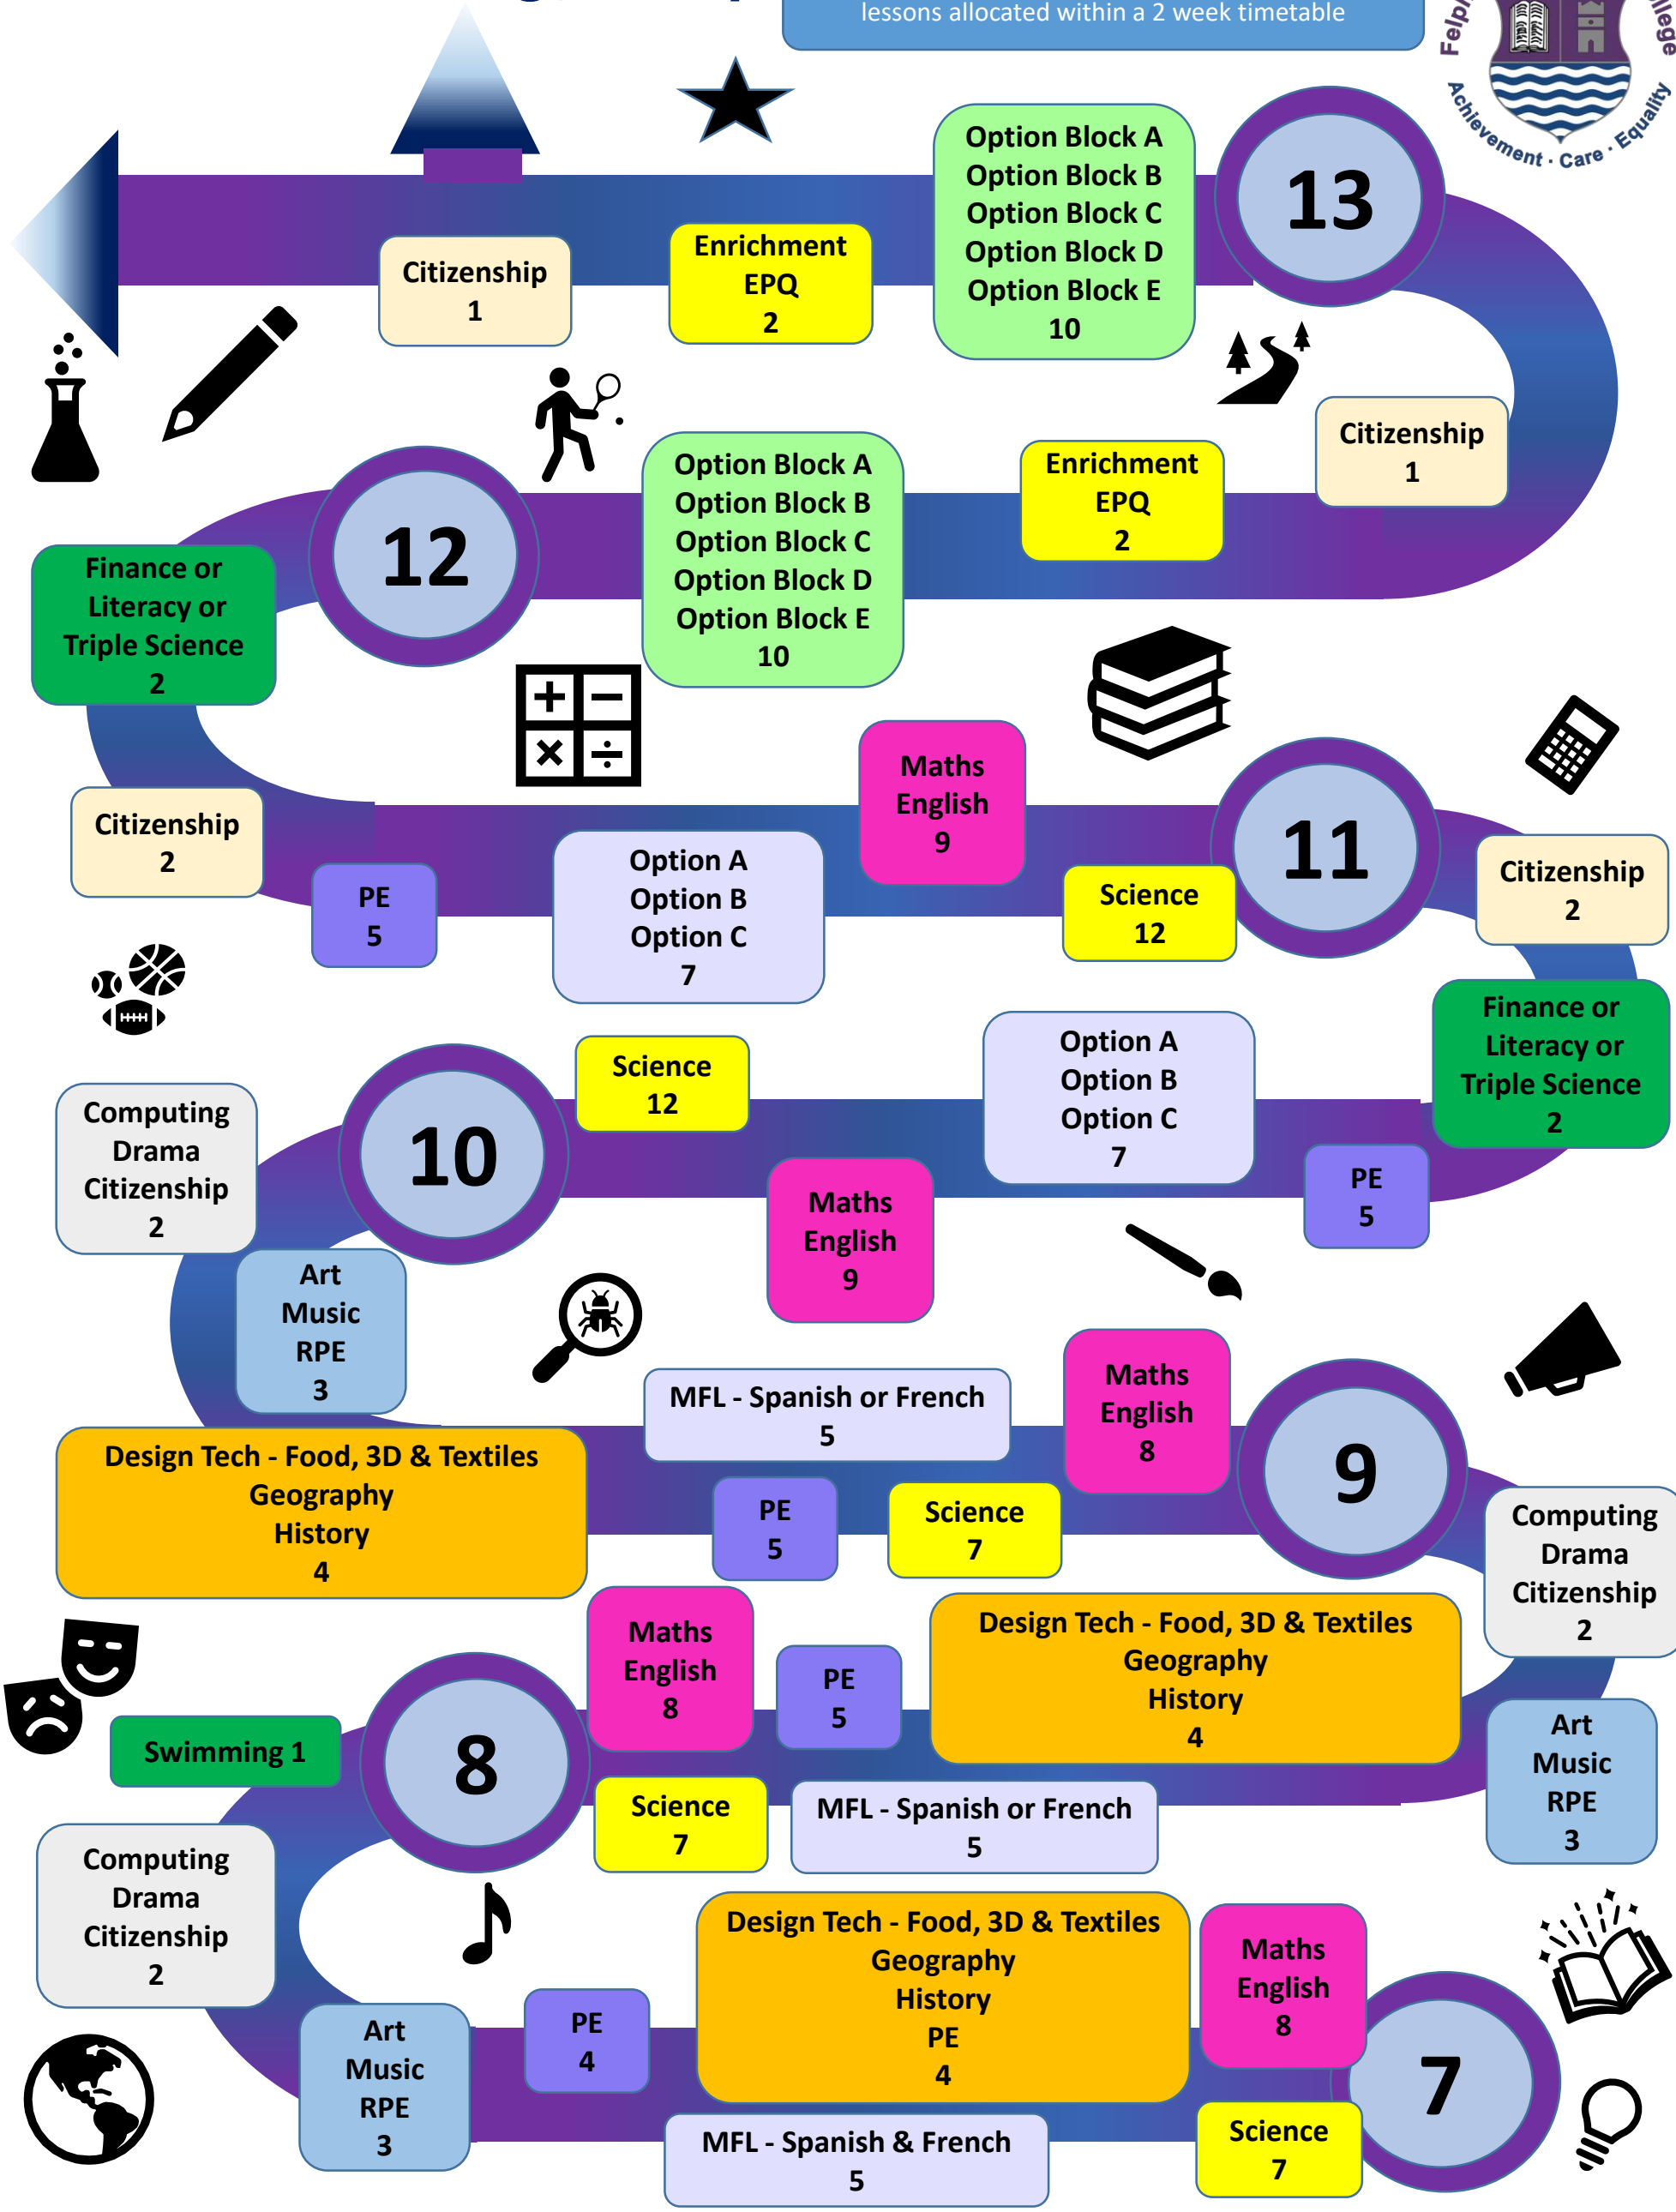 lessons allocated within a 2 week timetable
Achievement · Care · Equality
13
Option Block A
Option Block B
Option Block C
Option Block D
Option Block E
10
Enrichment
EPQ
2
Citizenship
1
Citizenship
1
Enrichment
EPQ
2
Option Block A
Option Block B
Option Block C
Option Block D
Option Block E
10
12
Finance or
Literacy or
Triple Science
2
Citizenship
2
PE
5
Option A
Option B
Option C
7
Maths
English
9
Science
12
11
Citizenship
2
Finance or
Literacy or
Triple Science
2
PE
5
Option A
Option B
Option C
7
Maths
English
9
Science
12
10
Computing
Drama
Citizenship
2
Art
Music
RPE
3
Design Tech - Food, 3D & Textiles
Geography
History
4
MFL - Spanish or French
5
PE
5
Science
7
Maths
English
8
9
Computing
Drama
Citizenship
2
Art
Music
RPE
3
Design Tech - Food, 3D & Textiles
Geography
History
4
PE
5
MFL - Spanish or French
5
Maths
English
8
Science
7
8
Swimming 1
Computing
Drama
Citizenship
2
Art
Music
RPE
3
PE
4
Design Tech - Food, 3D & Textiles
Geography
History
PE
4
MFL - Spanish & French
5
Maths
English
8
Science
7
7